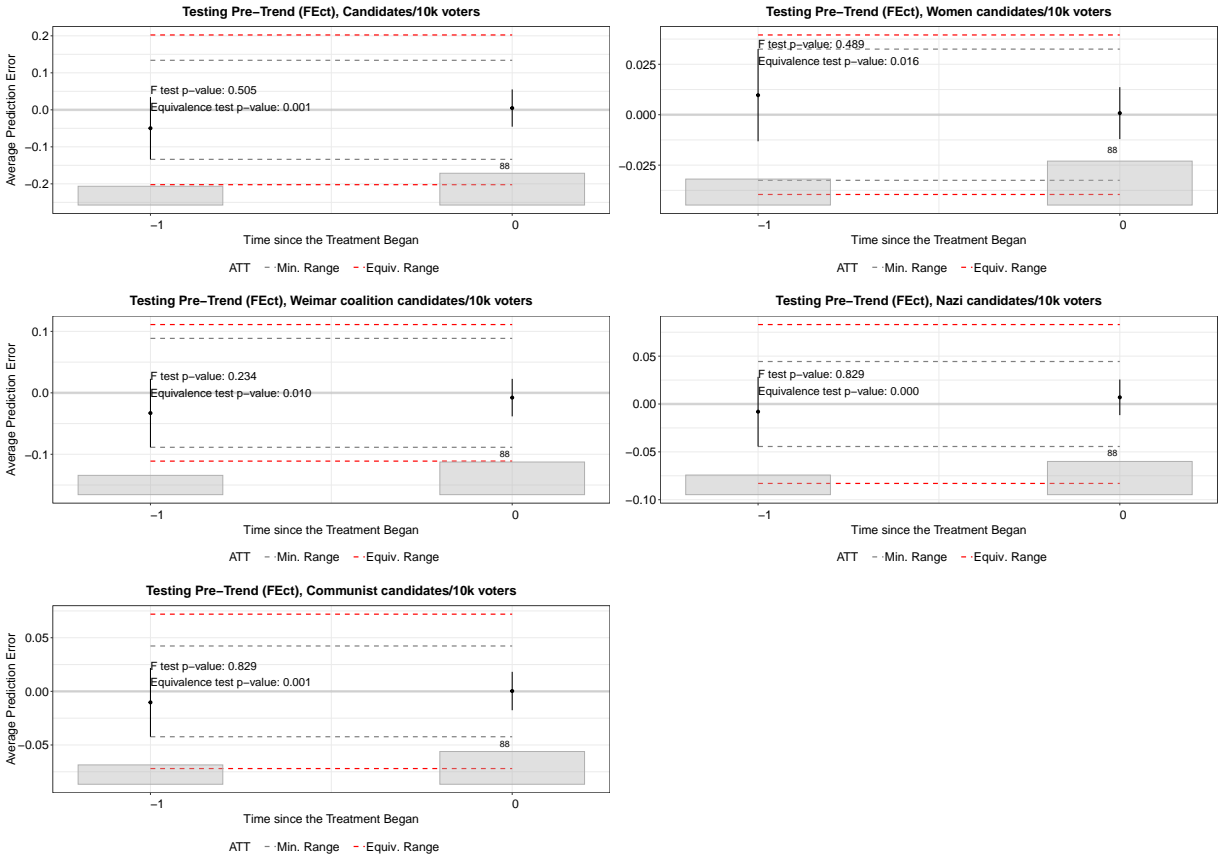 Testing Pre−Trend (FEct), Candidates/10k voters
Average Prediction Error
0.2
0.1
0.0
−0.1
−0.2
F test p−value: 0.505
Equivalence test p−value: 0.001
88
−1
0
Time since the Treatment Began
ATT Min. Range Equiv. Range
Testing Pre−Trend (FEct), Women candidates/10k voters
0.025
0.000
−0.025
F test p−value: 0.489
Equivalence test p−value: 0.016
88
−1
0
Time since the Treatment Began
ATT Min. Range Equiv. Range
Testing Pre−Trend (FEct), Weimar coalition candidates/10k voters
Average Prediction Error
0.1
0.0
−0.1
F test p−value: 0.234
Equivalence test p−value: 0.010
88
−1
0
Time since the Treatment Began
ATT Min. Range Equiv. Range
Testing Pre−Trend (FEct), Nazi candidates/10k voters
0.05
0.00
−0.05
−0.10
F test p−value: 0.829
Equivalence test p−value: 0.000
88
−1
0
Time since the Treatment Began
ATT Min. Range Equiv. Range
Testing Pre−Trend (FEct), Communist candidates/10k voters
Average Prediction Error
0.05
0.00
−0.05
F test p−value: 0.829
Equivalence test p−value: 0.001
88
−1
0
Time since the Treatment Began
ATT Min. Range Equiv. Range